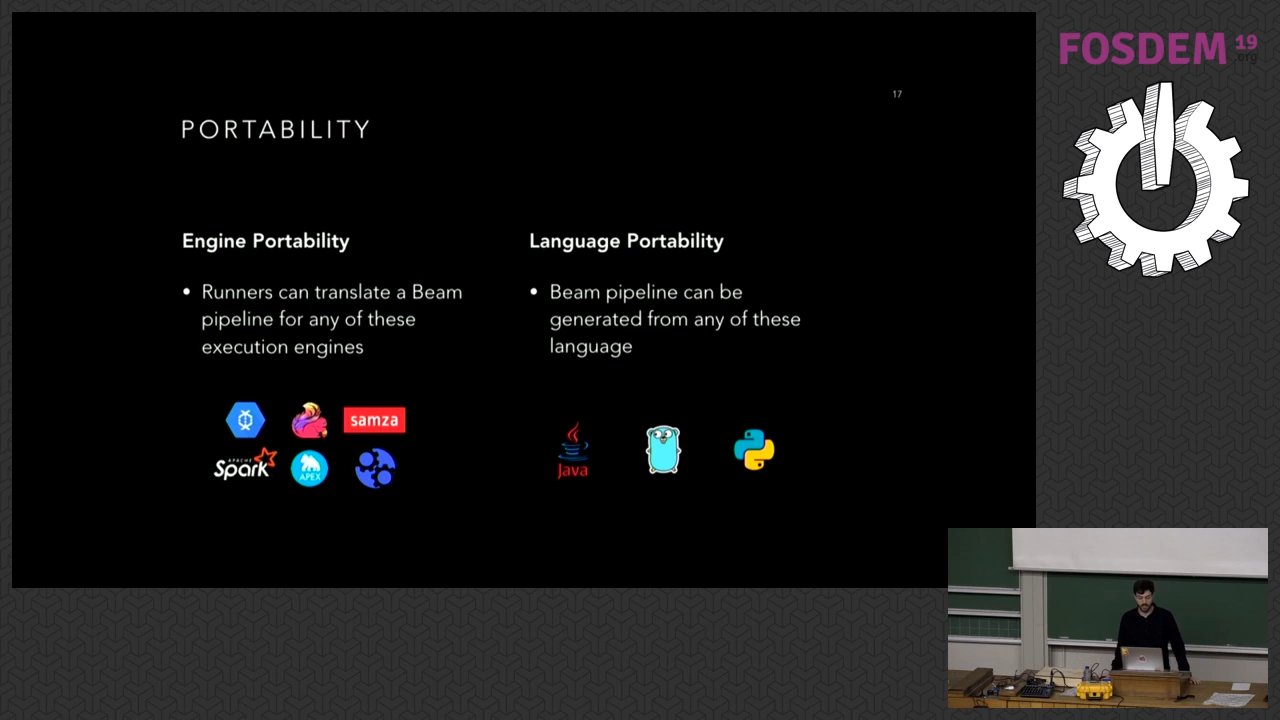 FOSDEM 19
.org
17
PORTABILITY
Engine Portability
• Runners can translate a Beam
pipeline for any of these
execution engines
samza
APACHE
Spark
APEX
Language Portability
• Beam pipeline can be
generated from any of these
language
Java